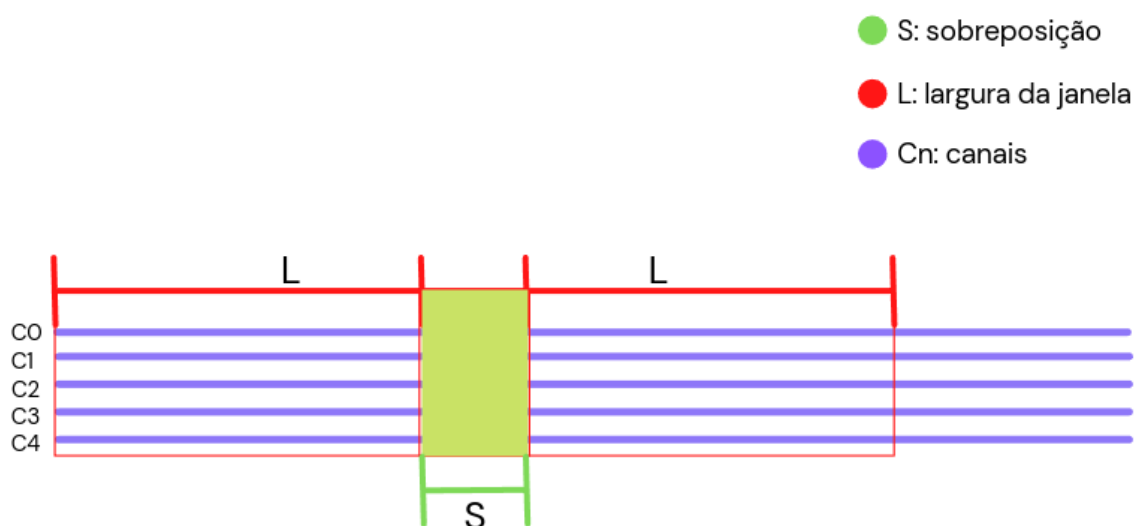 S: sobreposição
L: largura da janela
Cn: canais
L L
C0
C1
C2
C3
C4
S